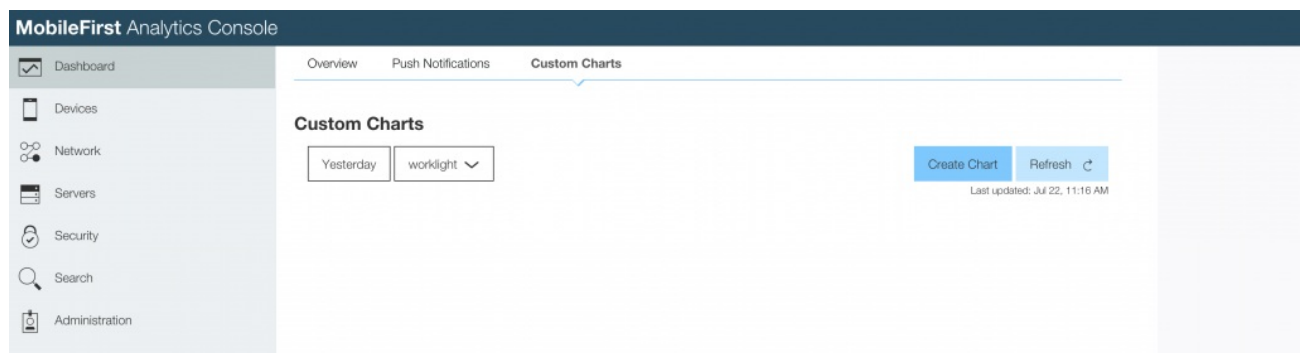 MobileFirst Analytics Console
Dashboard
Devices
Network
Servers
Security
Search
Administration
Overview Push Notifications Custom Charts
Custom Charts
Yesterday worklight Create Chart Refresh
Last updated: Jul 22, 11:16 AM